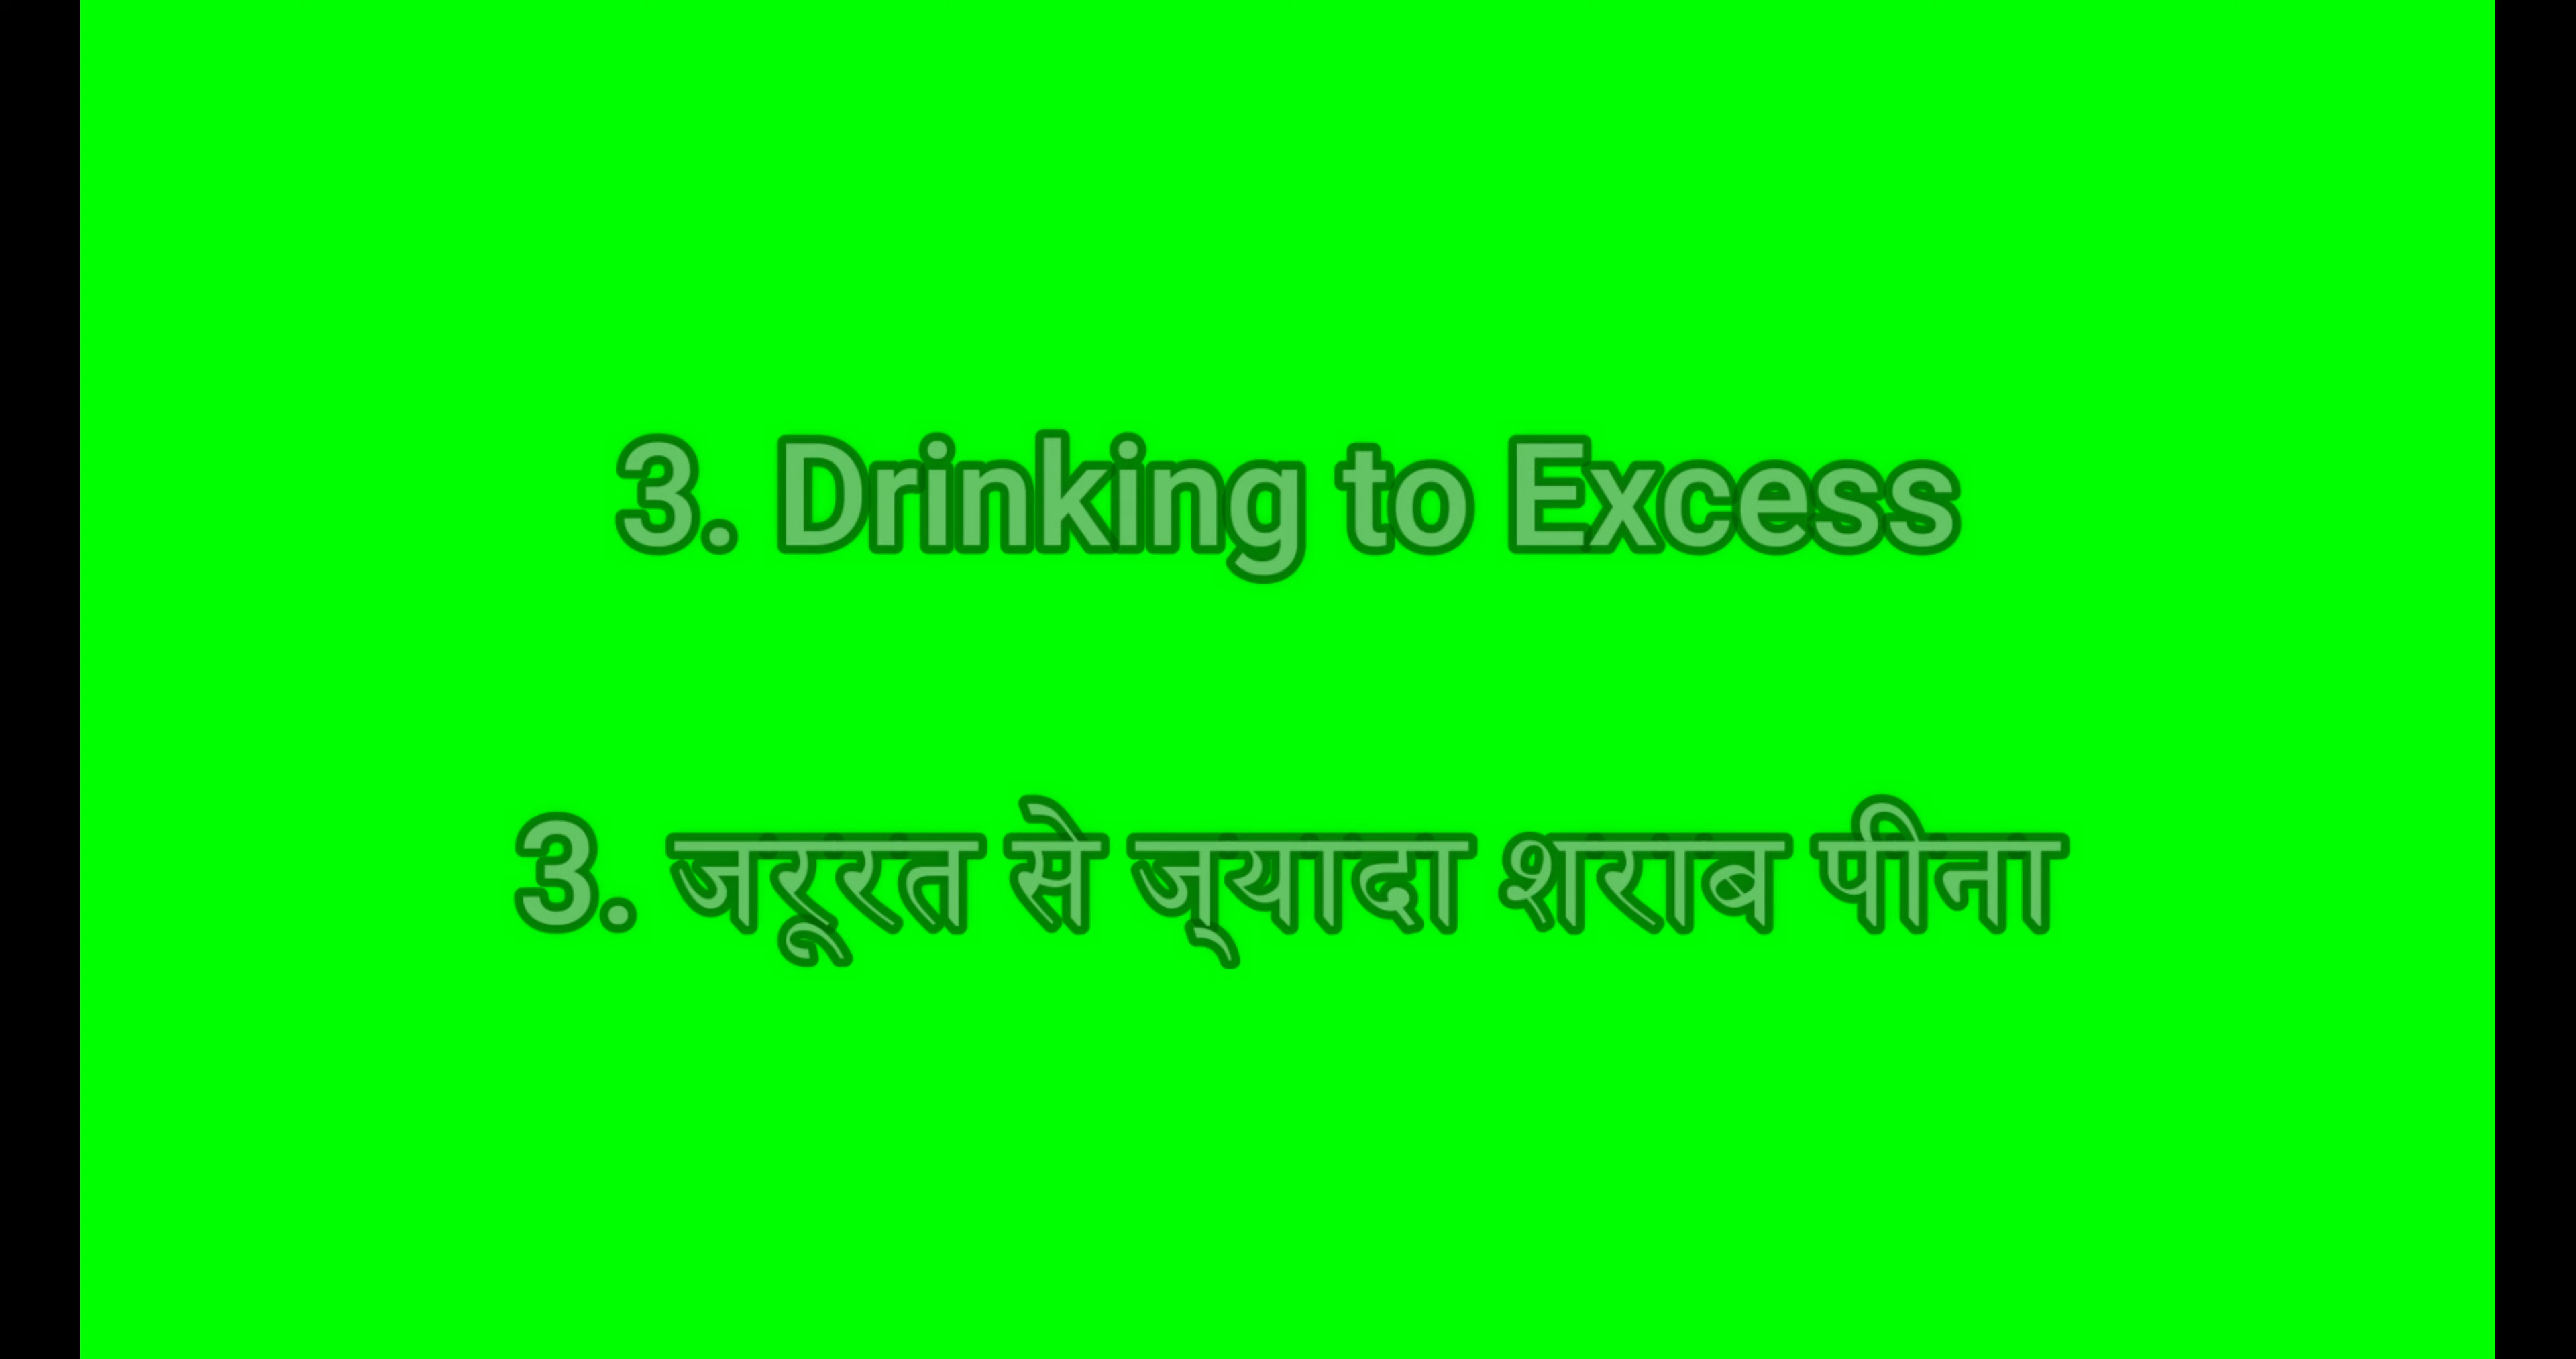 3. Drinking to Excess
3. जरूरत से ज्‌यादा शराब पीना